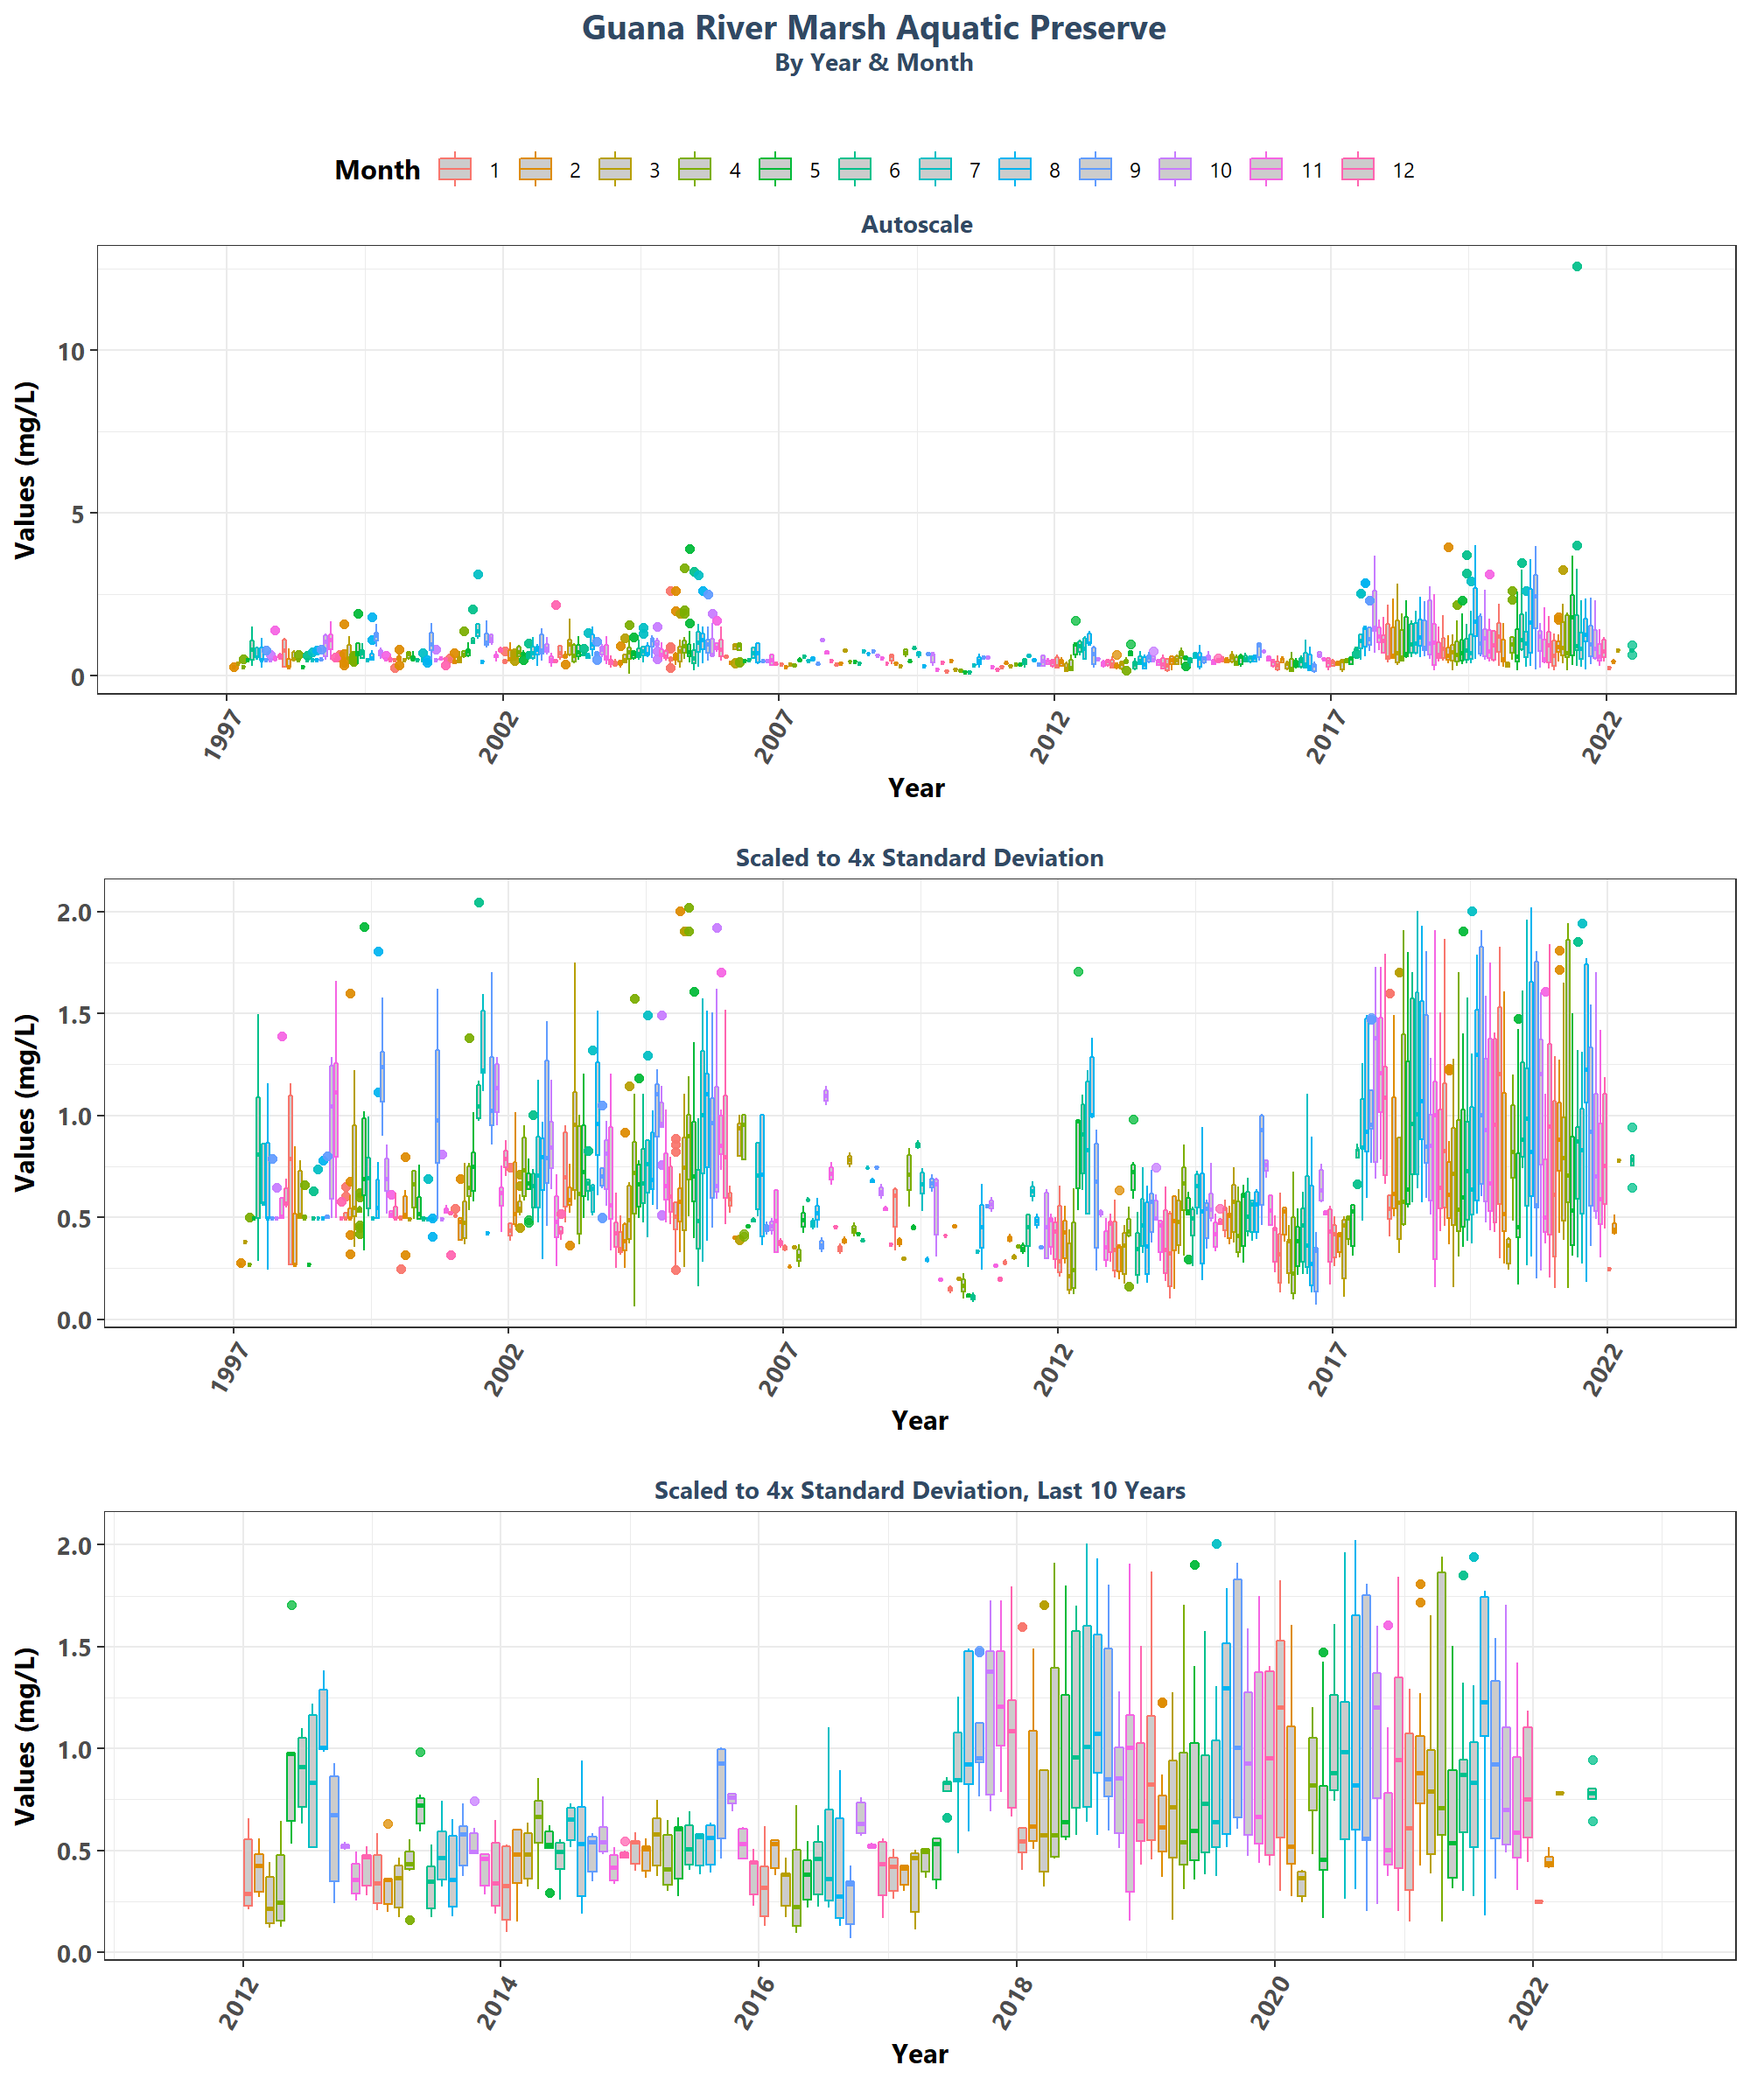 Guana River Marsh Aquatic Preserve
By Year & Month
Month 1 2 3 4 5 6 7 8 9 10 11 12
Autoscale
Values (mg/L)
10
5
0
1997 2002 2007 2012 2017 2022
Year
Scaled to 4x Standard Deviation
Values (mg/L)
2.0
1.5
1.0
0.5
0.0
1997 2002 2007 2012 2017 2022
Year
Scaled to 4x Standard Deviation, Last 10 Years
Values (mg/L)
2.0
1.5
1.0
0.5
0.0
2012 2014 2016 2018 2020 2022
Year